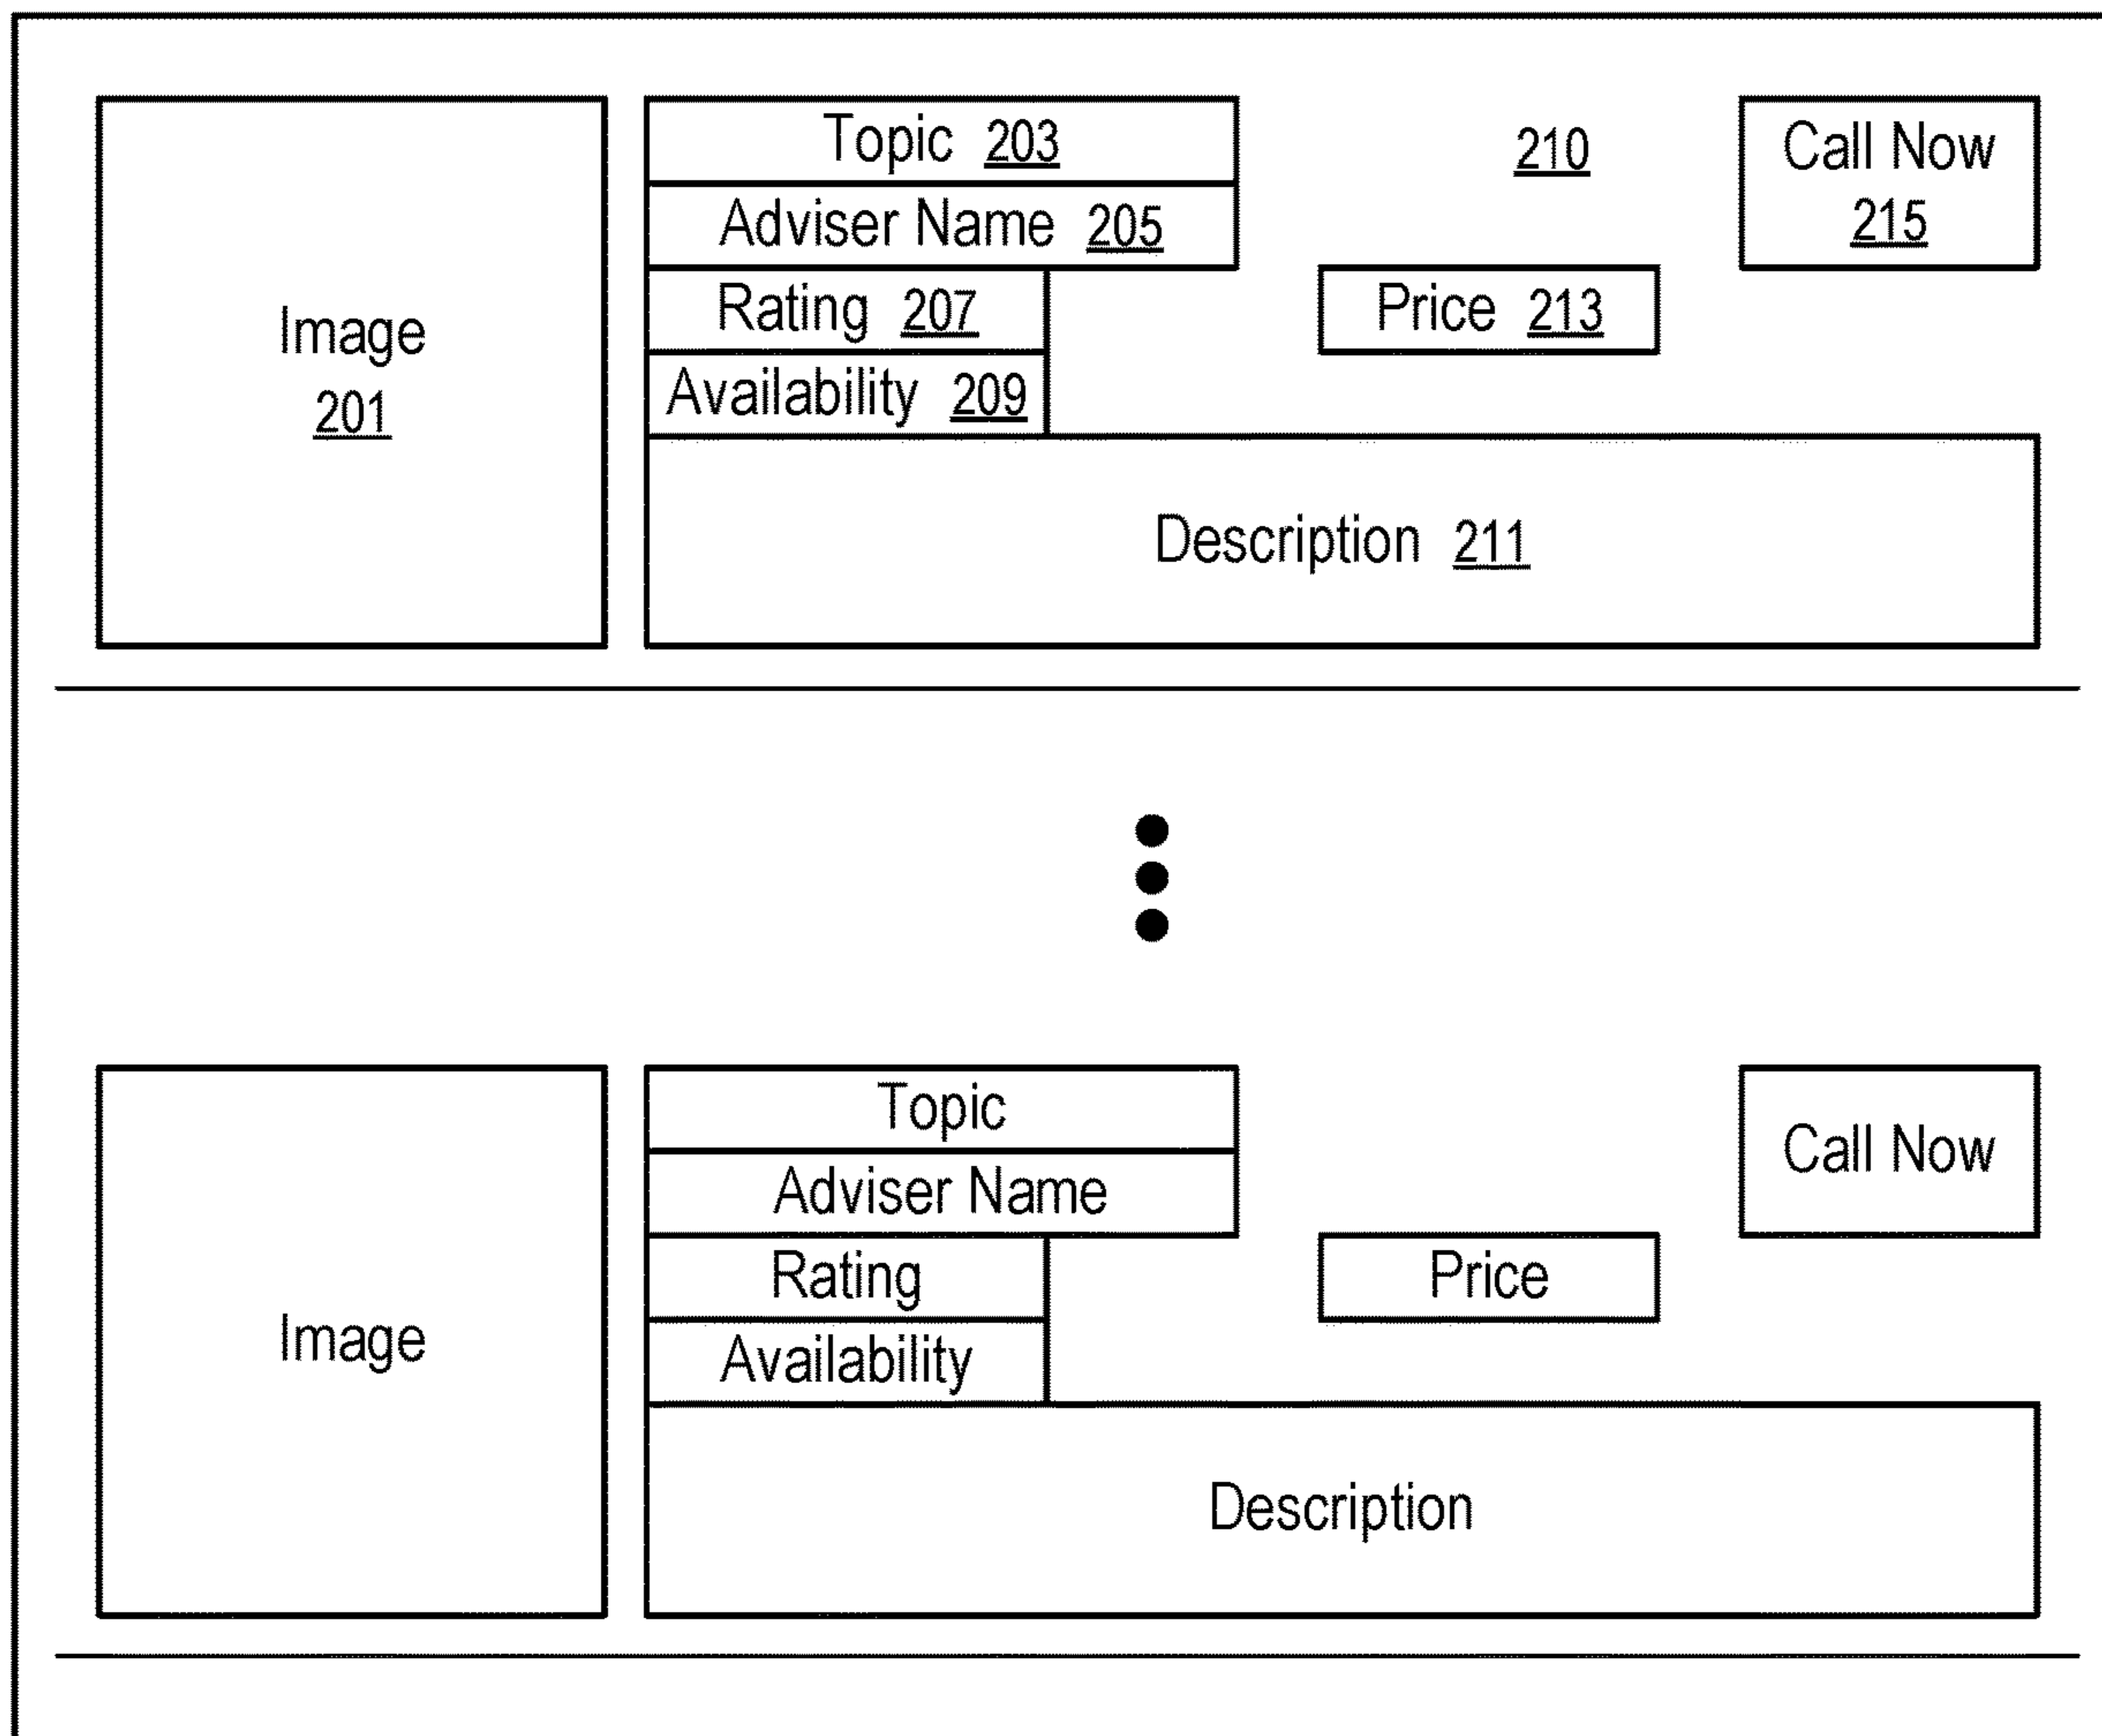 Image
201
Topic 203
Adviser Name 205
Rating 207
Availability 209
210
Price 213
Call Now
215
Description 211
Image
Topic
Adviser Name
Rating
Availability
Price
Call Now
Description